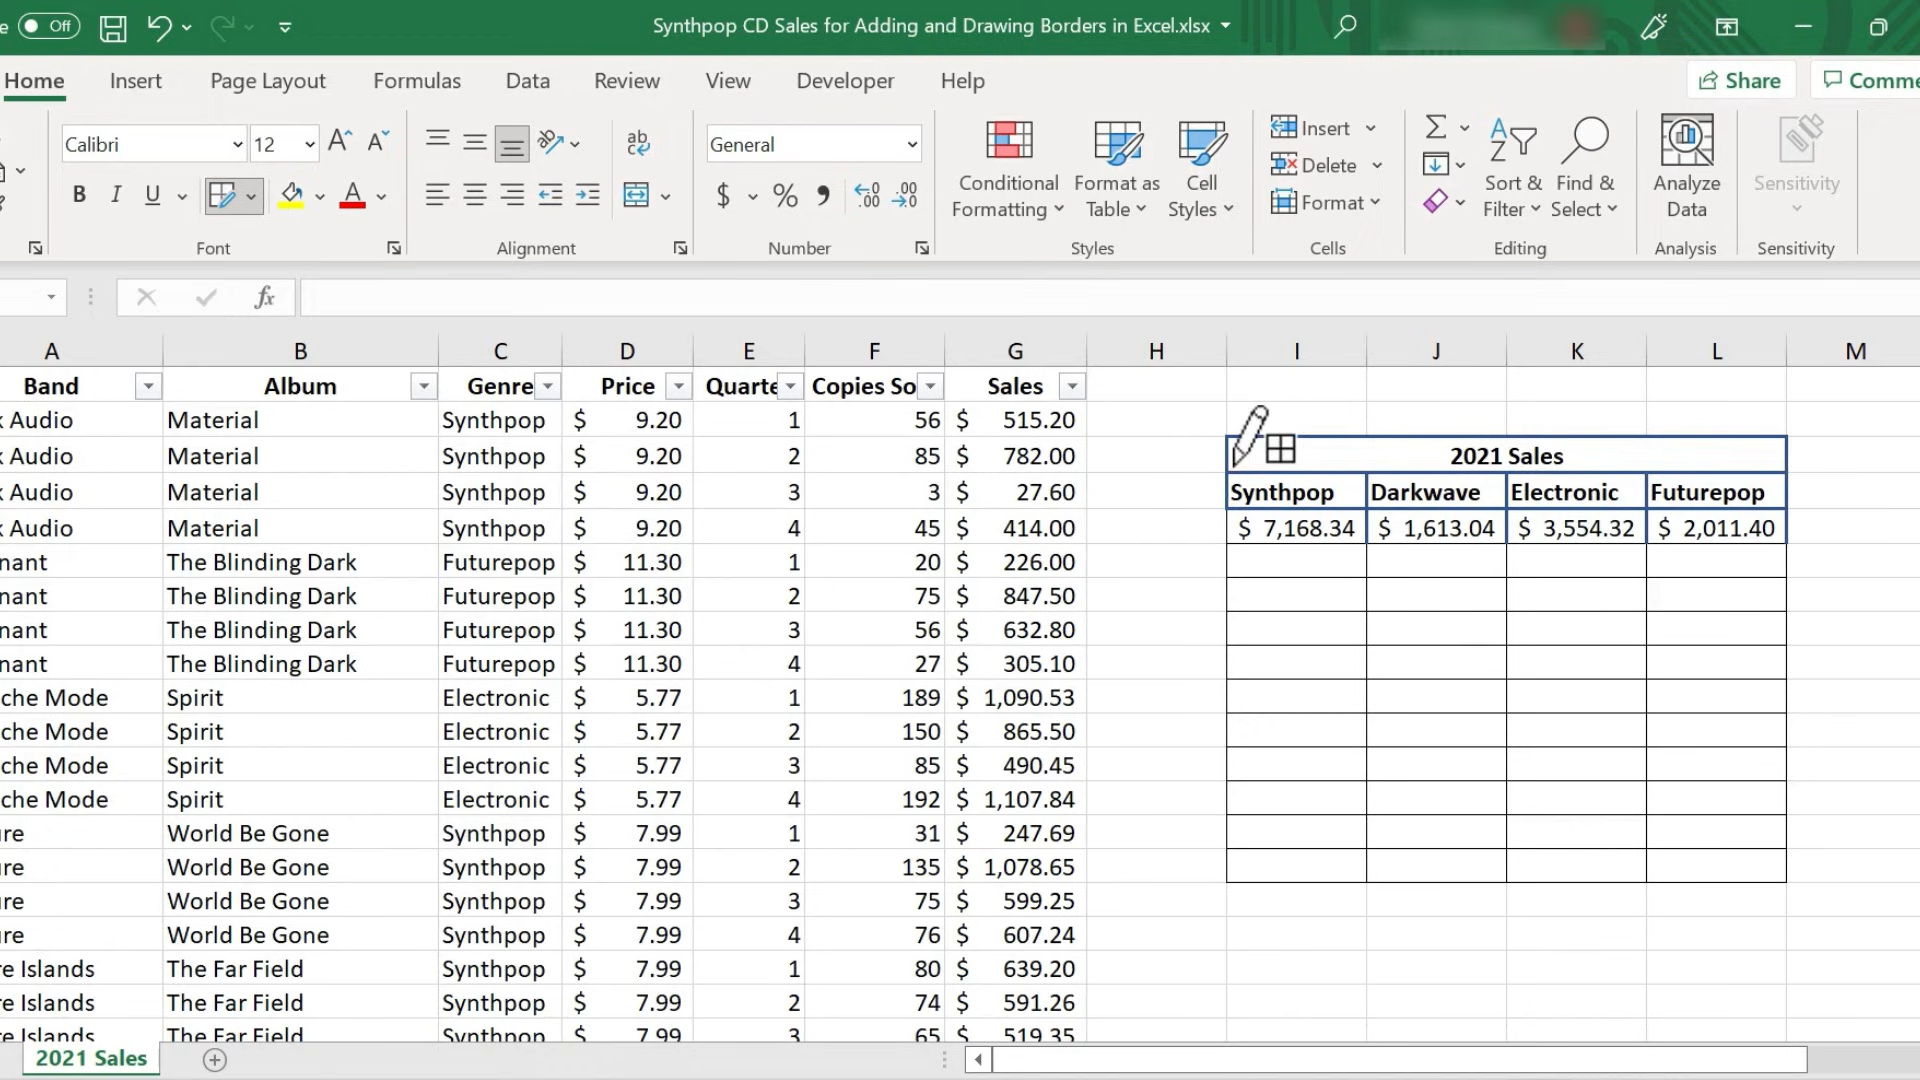 Off Synthpop CD Sales for Adding and Drawing Borders in Excel.xlsx
Home Insert Page Layout Formulas Data Review View Developer Help Share
Calibri 12 General Insert
Conditional Formatting Format as Table Cell Styles Delete Sort & Filter Find & Select Analyze Data Sensitivity
B I U $ % Format
Font Alignment Number Styles Cells Editing Analysis Sensitivity
fx
A B C D E F G H I J K L M
Band Album Genre Price Quarte Copies So Sales
Audio Material Synthpop $ 9.20 1 56 $ 515.20
Audio Material Synthpop $ 9.20 2 85 $ 782.00 2021 Sales
Audio Material Synthpop $ 9.20 3 3 $ 27.60 Synthpop Darkwave Electronic Futurepop
Audio Material Synthpop $ 9.20 4 45 $ 414.00 $ 7,168.34 $ 1,613.04 $ 3,554.32 $ 2,011.40
nant The Blinding Dark Futurepop $ 11.30 1 20 $ 226.00
nant The Blinding Dark Futurepop $ 11.30 2 75 $ 847.50
nant The Blinding Dark Futurepop $ 11.30 3 56 $ 632.80
nant The Blinding Dark Futurepop $ 11.30 4 27 $ 305.10
che Mode Spirit Electronic $ 5.77 1 189 $ 1,090.53
che Mode Spirit Electronic $ 5.77 2 150 $ 865.50
che Mode Spirit Electronic $ 5.77 3 85 $ 490.45
che Mode Spirit Electronic $ 5.77 4 192 $ 1,107.84
re World Be Gone Synthpop $ 7.99 1 31 $ 247.69
re World Be Gone Synthpop $ 7.99 2 135 $ 1,078.65
re World Be Gone Synthpop $ 7.99 3 75 $ 599.25
re World Be Gone Synthpop $ 7.99 4 76 $ 607.24
e Islands The Far Field Synthpop $ 7.99 1 80 $ 639.20
e Islands The Far Field Synthpop $ 7.99 2 74 $ 591.26
e Islands The Far Field Synthpop $ 7.99 3 65 $ 519.35
2021 Sales